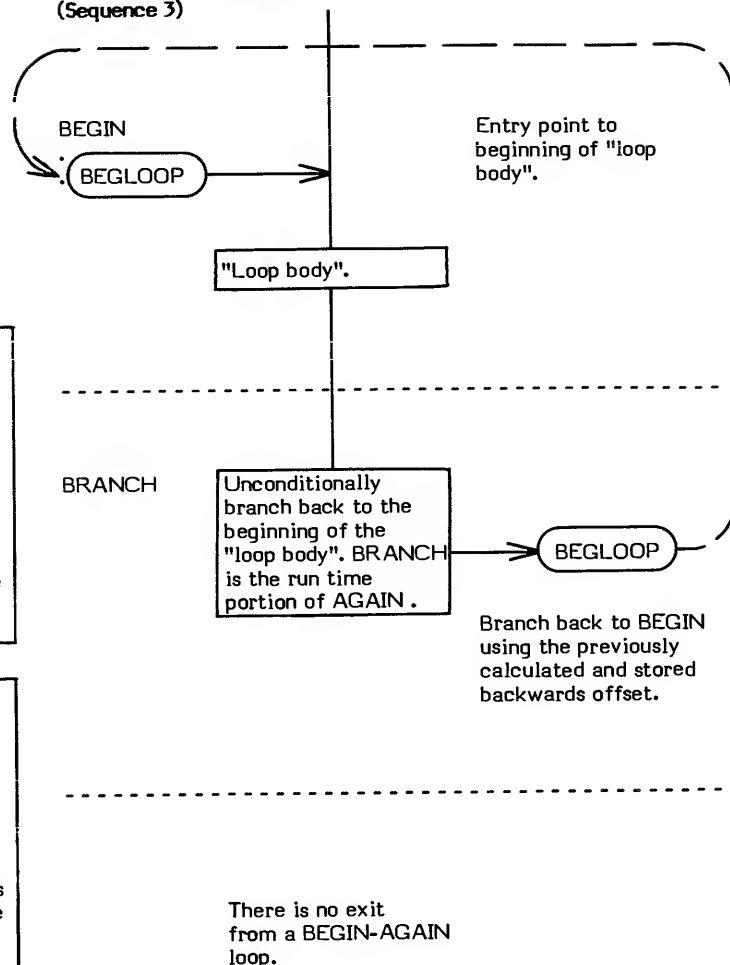 (Sequence 3)
BEGIN
: BEGLOOP
Entry point to
beginning of "loop
body".
"Loop body".
BRANCH
Unconditionally
branch back to the
beginning of the
"loop body". BRANCH
is the run time
portion of AGAIN .
BEGLOOP
Branch back to BEGIN
using the previously
calculated and stored
backwards offset.
There is no exit
from a BEGIN-AGAIN
loop.